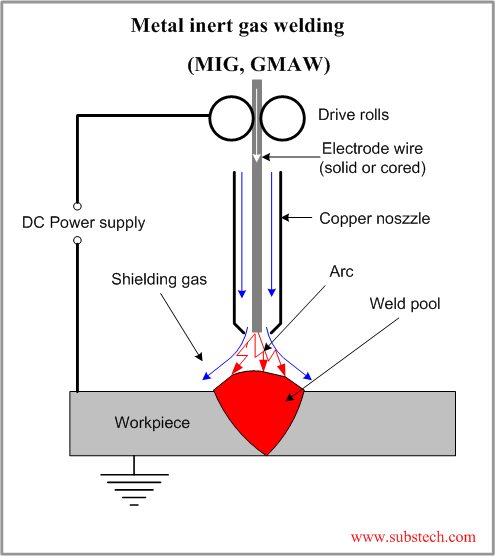 Metal inert gas welding
(MIG, GMAW)
Drive rolls
Electrode wire
(solid or cored)
DC Power supply
Copper noszzle
Shielding gas
Arc
Weld pool
Workpiece
www.substech.com